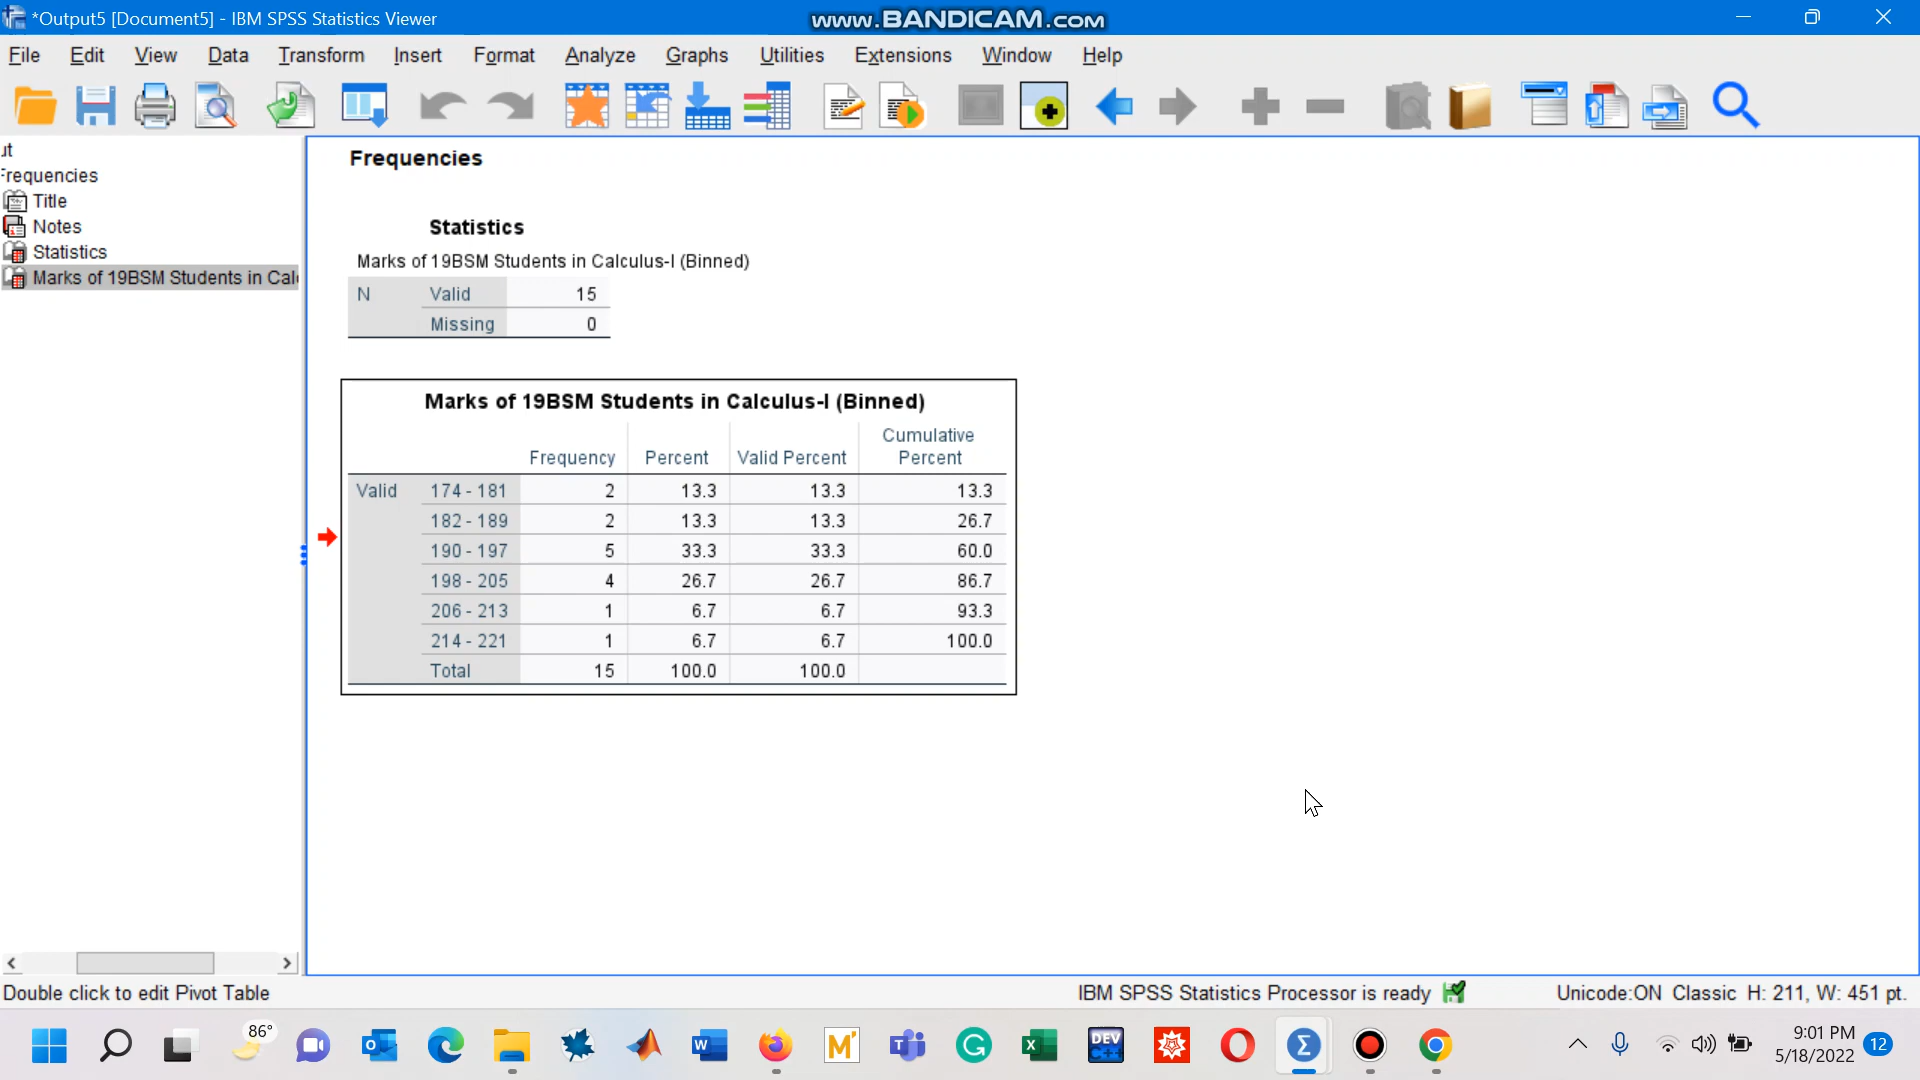 *Output5 [Document5] - IBM SPSS Statistics Viewer
www.BANDICAM.com
File Edit View Data Transform Insert Format Analyze Graphs Utilities Extensions Window Help
ut
Frequencies
Title
Notes
Statistics
Marks of 19BSM Students in Cal
Frequencies
Statistics
Marks of 19BSM Students in Calculus-I (Binned)
N Valid 15
Missing 0
Marks of 19BSM Students in Calculus-I (Binned)
Frequency Percent Valid Percent Cumulative Percent
Valid 174 - 181 2 13.3 13.3 13.3
182 - 189 2 13.3 13.3 26.7
190 - 197 5 33.3 33.3 60.0
198 - 205 4 26.7 26.7 86.7
206 - 213 1 6.7 6.7 93.3
214 - 221 1 6.7 6.7 100.0
Total 15 100.0 100.0
Double click to edit Pivot Table
IBM SPSS Statistics Processor is ready
Unicode:ON Classic H: 211, W: 451 pt.
86°
DEV C++
9:01 PM
5/18/2022
12